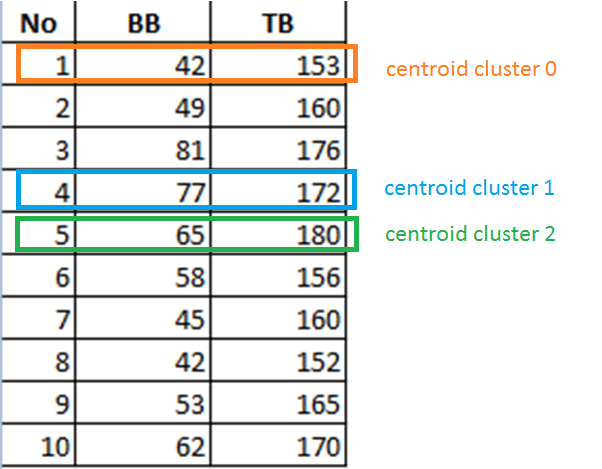 No BB TB
1 42 153 centroid cluster 0
2 49 160
3 81 176
4 77 172 centroid cluster 1
5 65 180 centroid cluster 2
6 58 156
7 45 160
8 42 152
9 53 165
10 62 170